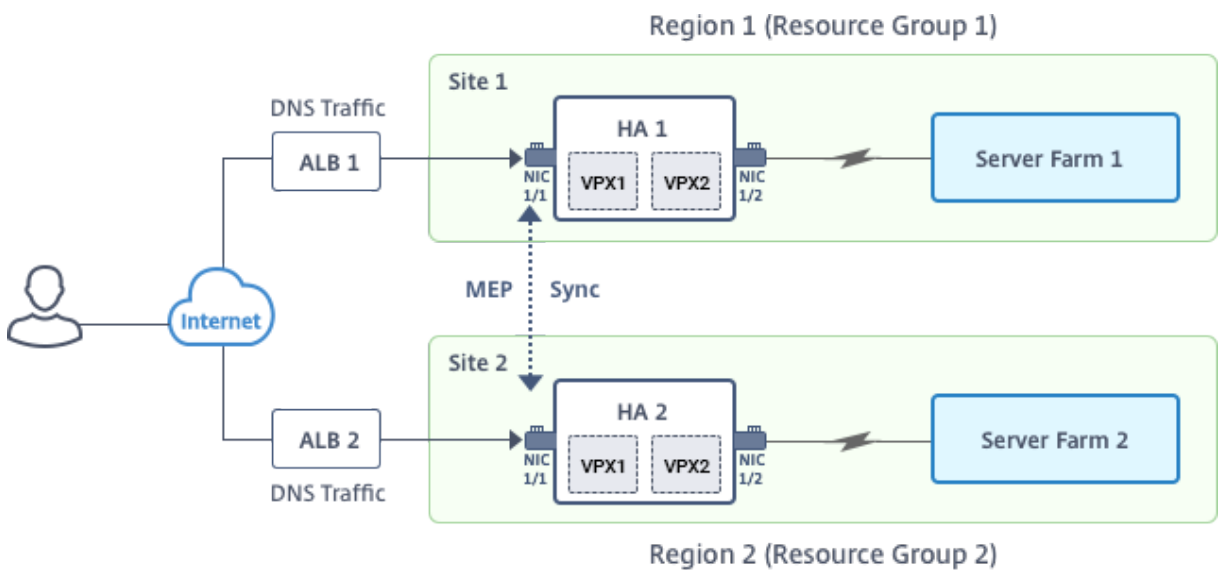 Region 1 (Resource Group 1)
Site 1
DNS Traffic
ALB 1
HA 1
VPX1
VPX2
NIC
1/1
NIC
1/2
Server Farm 1
MEP
Sync
Internet
Site 2
ALB 2
DNS Traffic
HA 2
VPX1
VPX2
NIC
1/1
NIC
1/2
Server Farm 2
Region 2 (Resource Group 2)